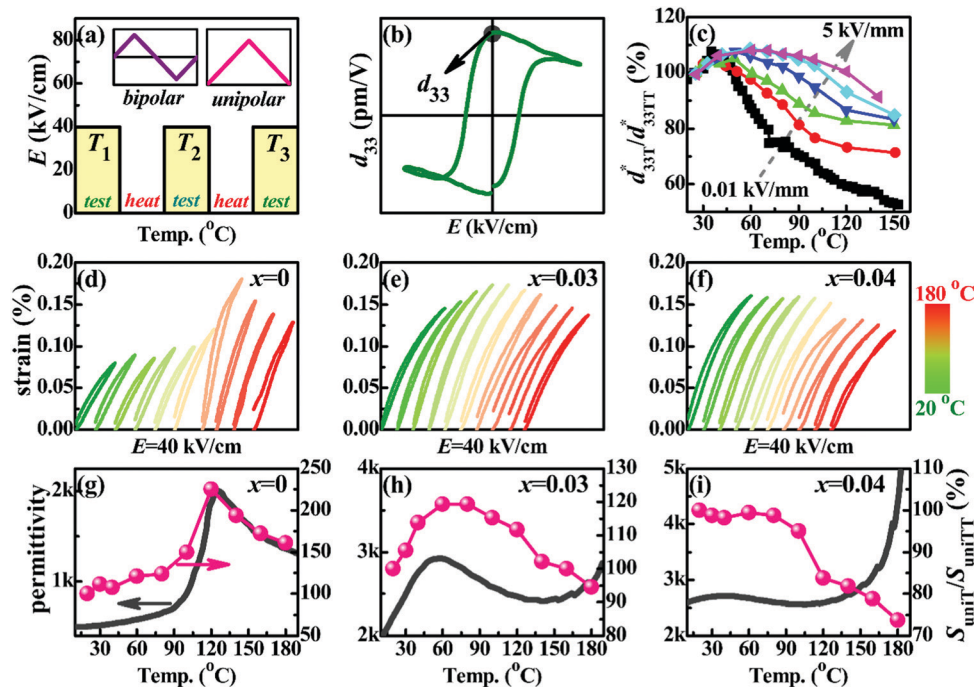 (a)
bipolar
unipolar
E (kV/cm)
80
60
40
20
0
T1
T2
T3
test
heat
test
heat
test
Temp. (°C)
(b)
d33
d33 (pm/V)
E (kV/cm)
(c)
5 kV/mm
0.01 kV/mm
d*33T/d*33TT (%)
100
80
60
30
60
90
120
150
Temp. (°C)
(d)
x=0
strain (%)
0.20
0.15
0.10
0.05
0.00
E=40 kV/cm
(e)
x=0.03
0.20
0.15
0.10
0.05
0.00
E=40 kV/cm
(f)
x=0.04
0.20
0.15
0.10
0.05
0.00
E=40 kV/cm
180 °C
20 °C
(g)
x=0
permittivity
2k
1k
250
200
150
100
50
30
60
90
120
150
180
Temp. (°C)
(h)
x=0.03
4k
3k
2k
130
120
110
100
90
80
30
60
90
120
150
180
Temp. (°C)
(i)
x=0.04
5k
4k
3k
2k
110
100
90
80
70
SuniT/SuniTT (%)
30
60
90
120
150
180
Temp. (°C)